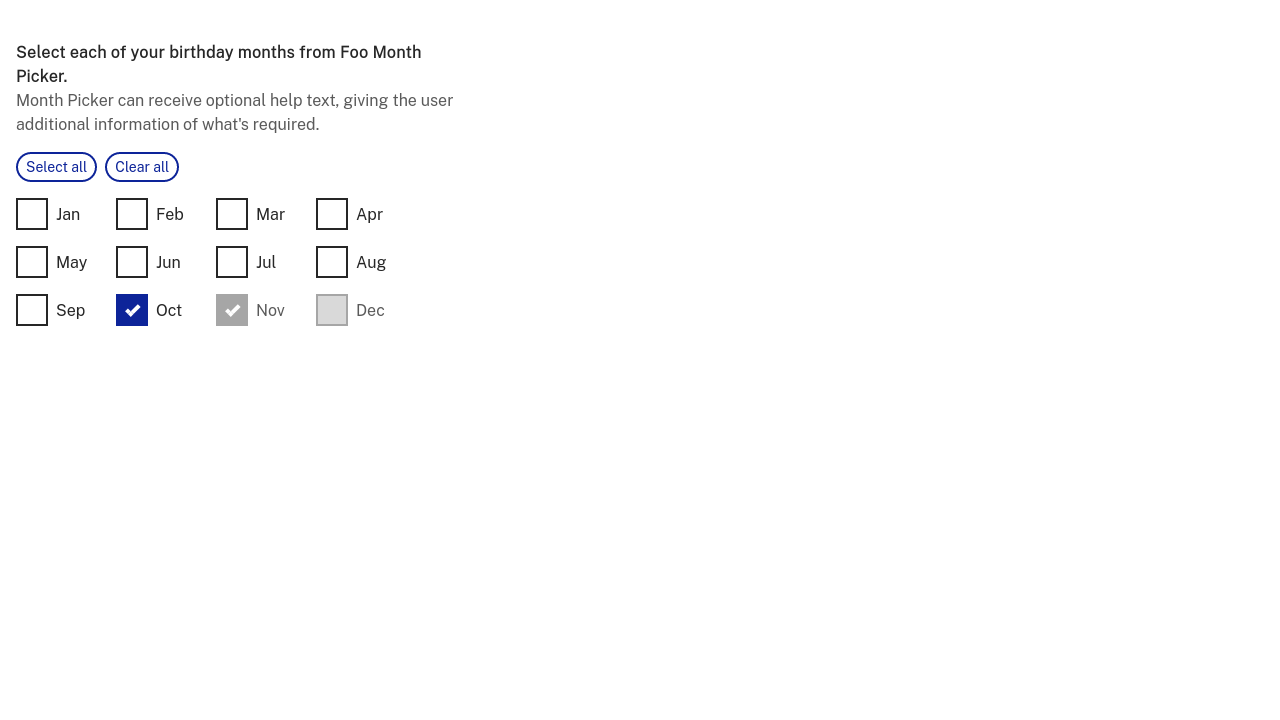 Select each of your birthday months from Foo Month
Picker.
Month Picker can receive optional help text, giving the user
additional information of what's required.
Select all Clear all
Jan Feb Mar Apr
May Jun Jul Aug
Sep Oct Nov Dec